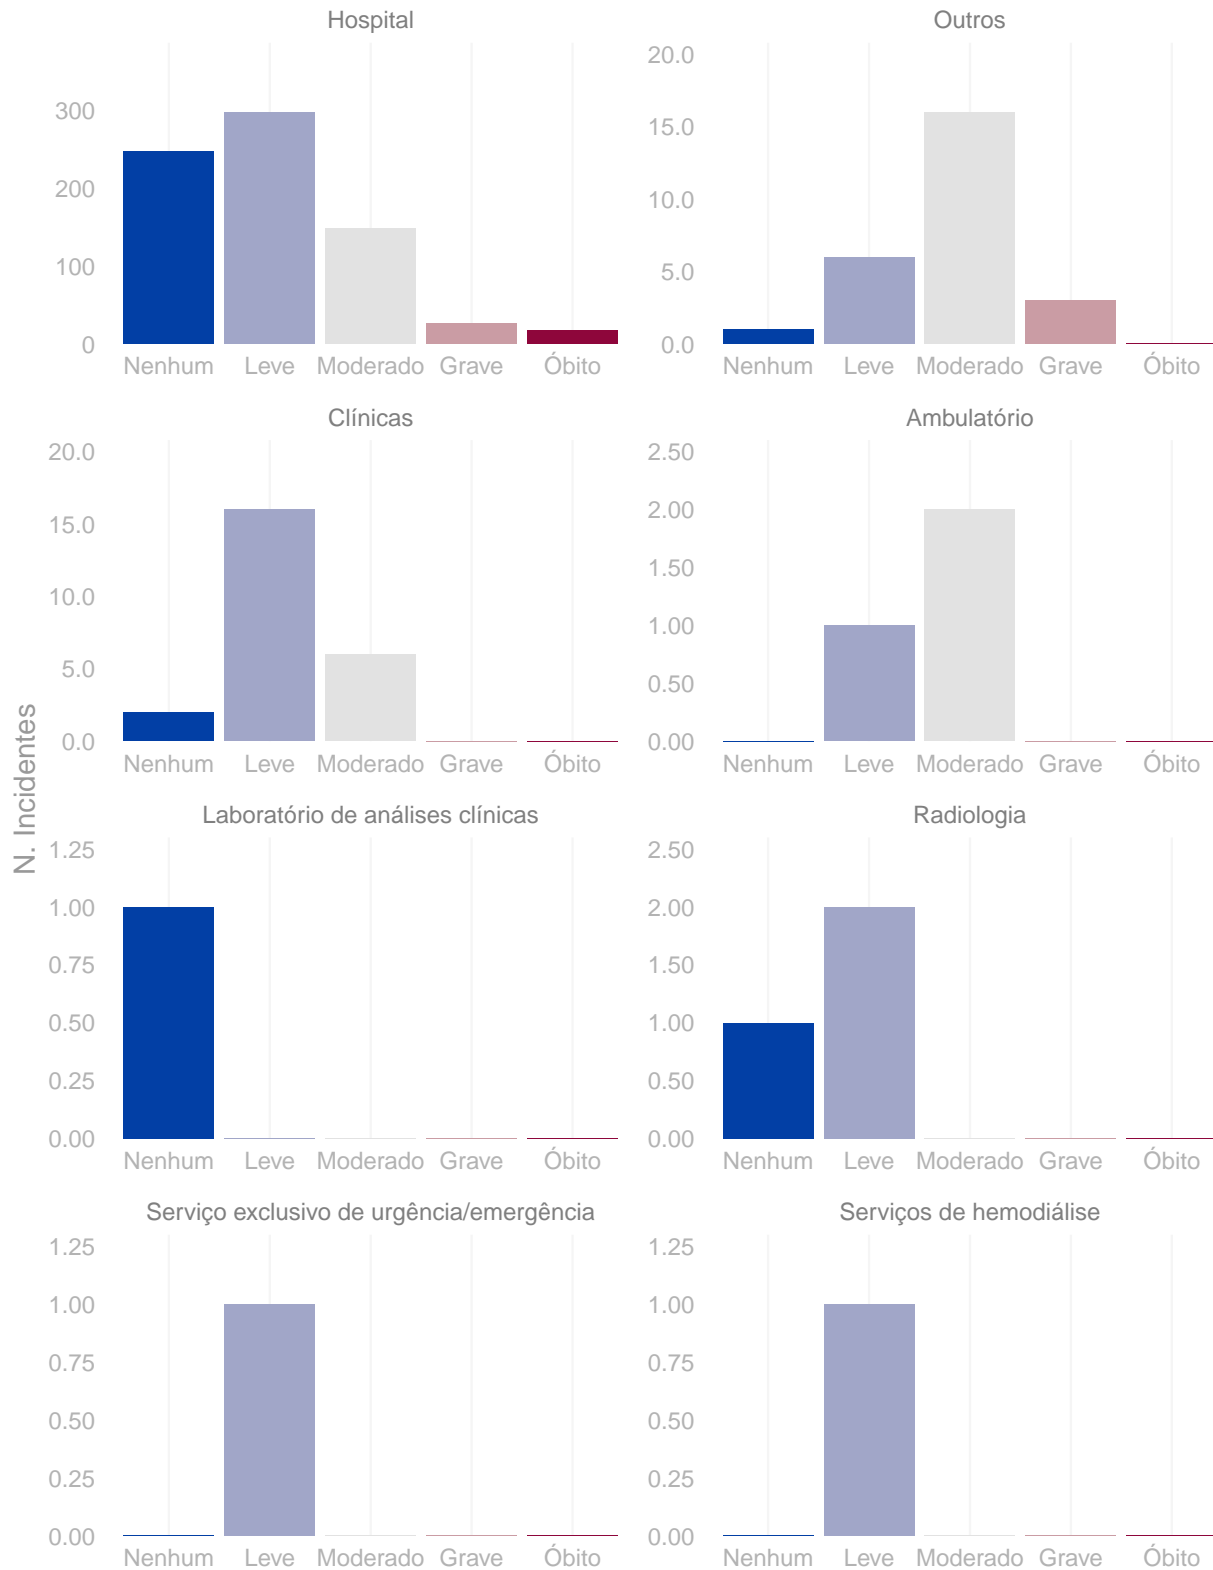 Hospital
300
200
100
0
Nenhum Leve Moderado Grave Óbito
Outros
20.0
15.0
10.0
5.0
0.0
Nenhum Leve Moderado Grave Óbito
Clínicas
20.0
15.0
10.0
5.0
0.0
Nenhum Leve Moderado Grave Óbito
Ambulatório
2.50
2.00
1.50
1.00
0.50
0.00
Nenhum Leve Moderado Grave Óbito
N. Incidentes
Laboratório de análises clínicas
1.25
1.00
0.75
0.50
0.25
0.00
Nenhum Leve Moderado Grave Óbito
Radiologia
2.50
2.00
1.50
1.00
0.50
0.00
Nenhum Leve Moderado Grave Óbito
Serviço exclusivo de urgência/emergência
1.25
1.00
0.75
0.50
0.25
0.00
Nenhum Leve Moderado Grave Óbito
Serviços de hemodiálise
1.25
1.00
0.75
0.50
0.25
0.00
Nenhum Leve Moderado Grave Óbito